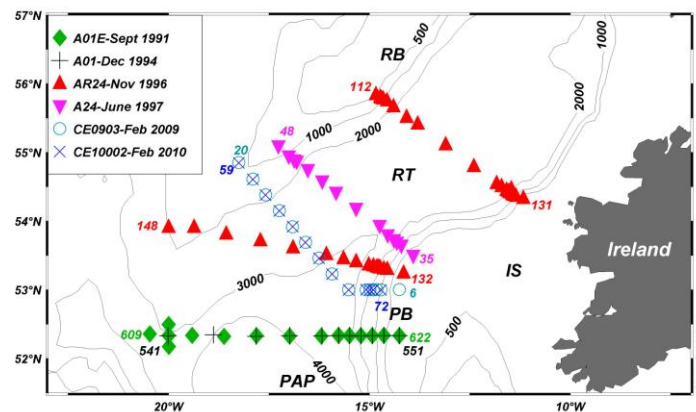 57°N
56°N
55°N
54°N
53°N
52°N
20°W
15°W
10°W
A01E-Sept 1991
A01-Dec 1994
AR24-Nov 1996
A24-June 1997
CE0903-Feb 2009
CE10002-Feb 2010
RB
500
1000
2000
112
48
1000
2000
20
59
RT
131
148
35
Ireland
3000
132
IS
6
72
PB
609
541
622
551
500
4000
PAP